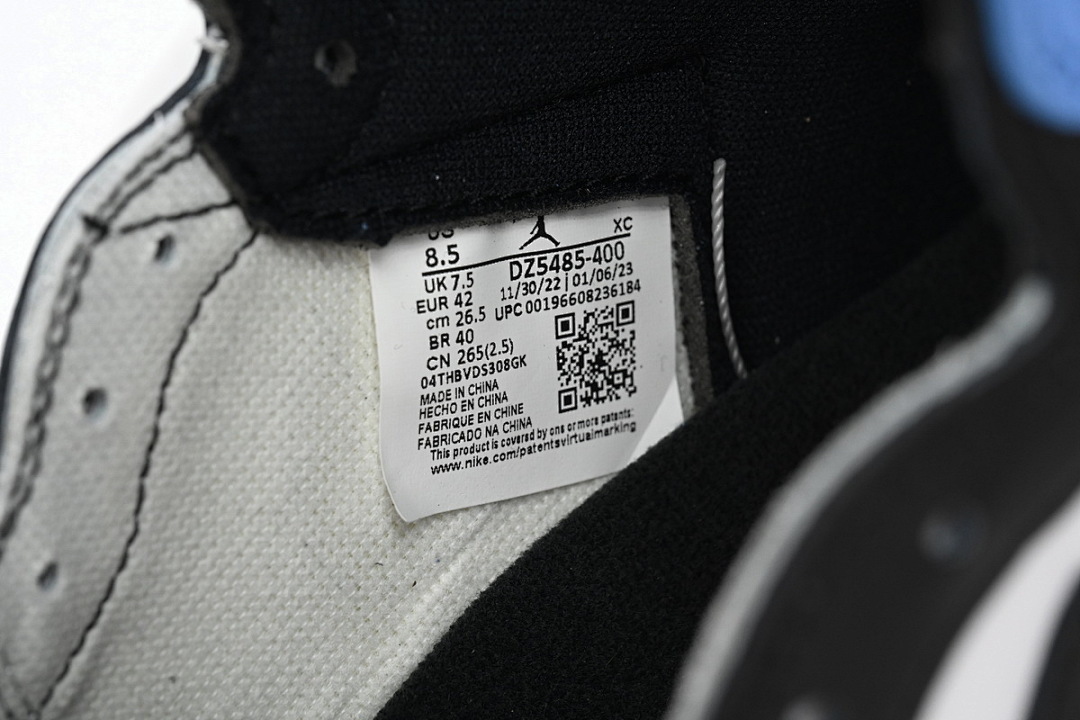 US
8.5
XC
DZ5485-400
UK 7.5
11/30/22 | 01/06/23
EUR 42
UPC 00196608236184
cm 26.5
BR 40
CN 265(2.5)
04THBVDS308GK
MADE IN CHINA
HECHO EN CHINA
FABRIQUE EN CHINE
FABRICADO NA CHINA
This product is covered by one or more patents:
www.nike.com/patentsvirtualmarking